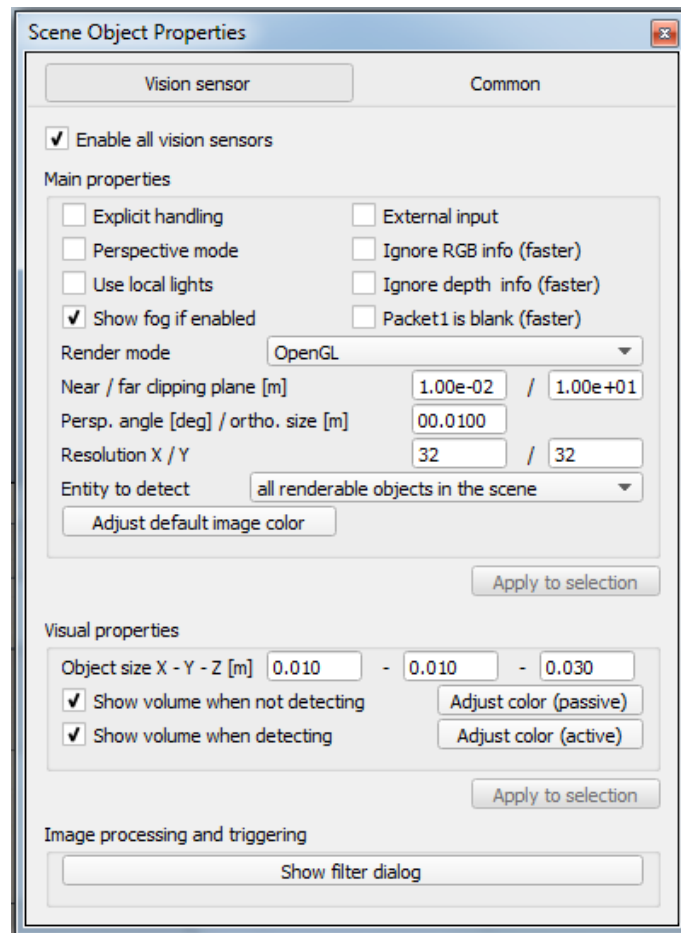 Scene Object Properties
Vision sensor Common
Enable all vision sensors
Main properties
Explicit handling External input
Perspective mode Ignore RGB info (faster)
Use local lights Ignore depth info (faster)
Show fog if enabled Packet1 is blank (faster)
Render mode OpenGL
Near / far clipping plane [m] 1.00e-02 / 1.00e+01
Persp. angle [deg] / ortho. size [m] 00.0100
Resolution X / Y 32 / 32
Entity to detect all renderable objects in the scene
Adjust default image color
Apply to selection
Visual properties
Object size X - Y - Z [m] 0.010 - 0.010 - 0.030
Show volume when not detecting Adjust color (passive)
Show volume when detecting Adjust color (active)
Apply to selection
Image processing and triggering
Show filter dialog